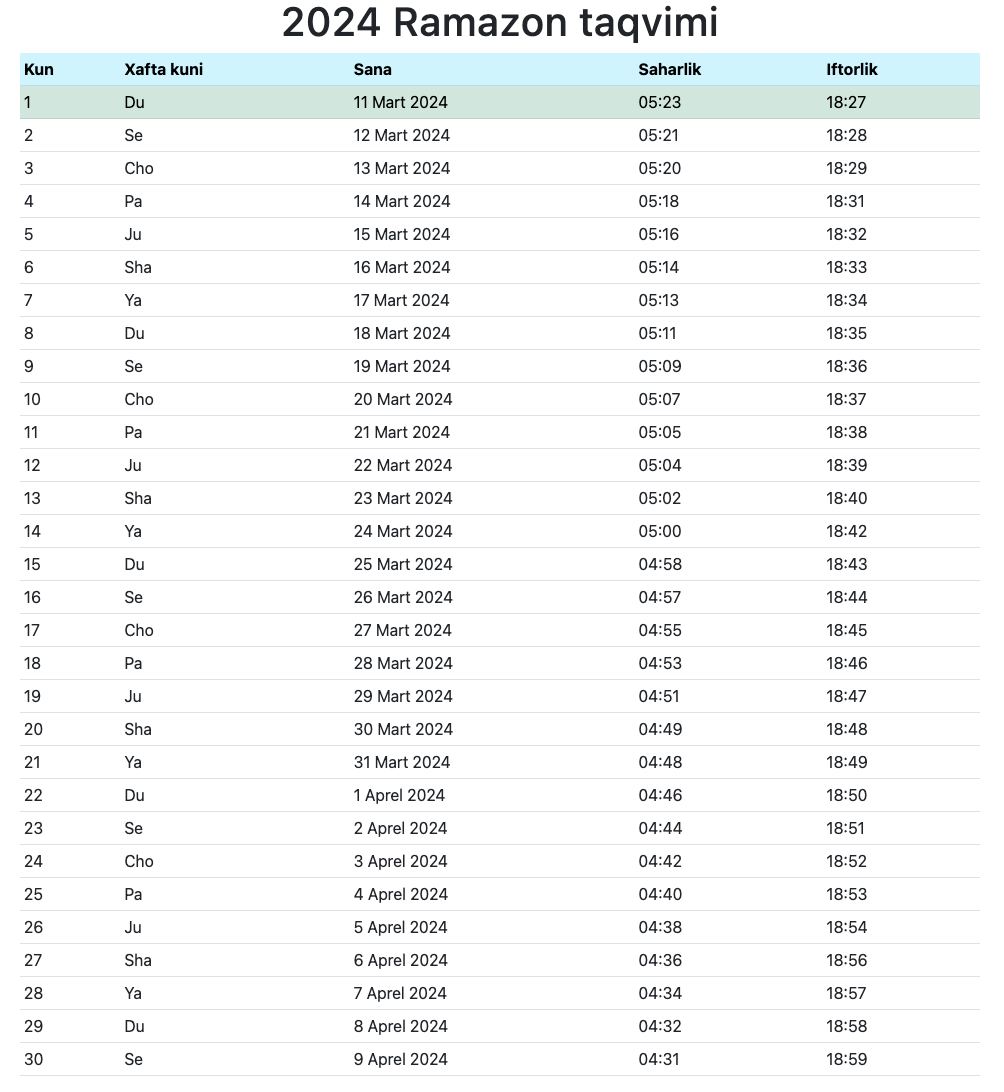 2024 Ramazon taqvimi
Kun Xafta kuni Sana Saharlik Iftorlik
1 Du 11 Mart 2024 05:23 18:27
2 Se 12 Mart 2024 05:21 18:28
3 Cho 13 Mart 2024 05:20 18:29
4 Pa 14 Mart 2024 05:18 18:31
5 Ju 15 Mart 2024 05:16 18:32
6 Sha 16 Mart 2024 05:14 18:33
7 Ya 17 Mart 2024 05:13 18:34
8 Du 18 Mart 2024 05:11 18:35
9 Se 19 Mart 2024 05:09 18:36
10 Cho 20 Mart 2024 05:07 18:37
11 Pa 21 Mart 2024 05:05 18:38
12 Ju 22 Mart 2024 05:04 18:39
13 Sha 23 Mart 2024 05:02 18:40
14 Ya 24 Mart 2024 05:00 18:42
15 Du 25 Mart 2024 04:58 18:43
16 Se 26 Mart 2024 04:57 18:44
17 Cho 27 Mart 2024 04:55 18:45
18 Pa 28 Mart 2024 04:53 18:46
19 Ju 29 Mart 2024 04:51 18:47
20 Sha 30 Mart 2024 04:49 18:48
21 Ya 31 Mart 2024 04:48 18:49
22 Du 1 Aprel 2024 04:46 18:50
23 Se 2 Aprel 2024 04:44 18:51
24 Cho 3 Aprel 2024 04:42 18:52
25 Pa 4 Aprel 2024 04:40 18:53
26 Ju 5 Aprel 2024 04:38 18:54
27 Sha 6 Aprel 2024 04:36 18:56
28 Ya 7 Aprel 2024 04:34 18:57
29 Du 8 Aprel 2024 04:32 18:58
30 Se 9 Aprel 2024 04:31 18:59